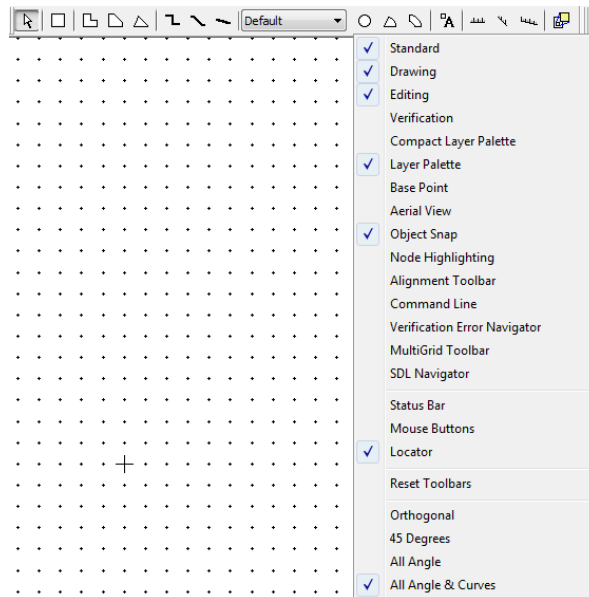 Default
A
Standard
Drawing
Editing
Verification
Compact Layer Palette
Layer Palette
Base Point
Aerial View
Object Snap
Node Highlighting
Alignment Toolbar
Command Line
Verification Error Navigator
MultiGrid Toolbar
SDL Navigator
Status Bar
Mouse Buttons
Locator
Reset Toolbars
Orthogonal
45 Degrees
All Angle
All Angle & Curves